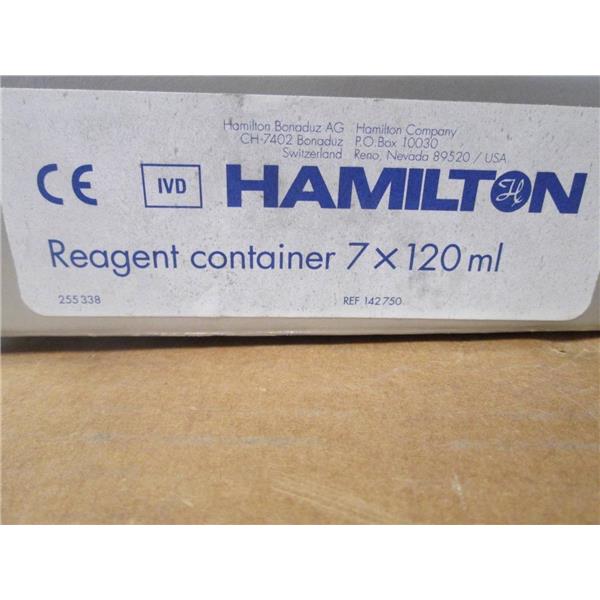 Hamilton Bonaduz AG Hamilton Company
CH-7402 Bonaduz P.O.Box 10030
Switzerland Reno, Nevada 89520 / USA
CE IVD HAMILTON
Reagent container 7 × 120 ml
255338 REF 142750